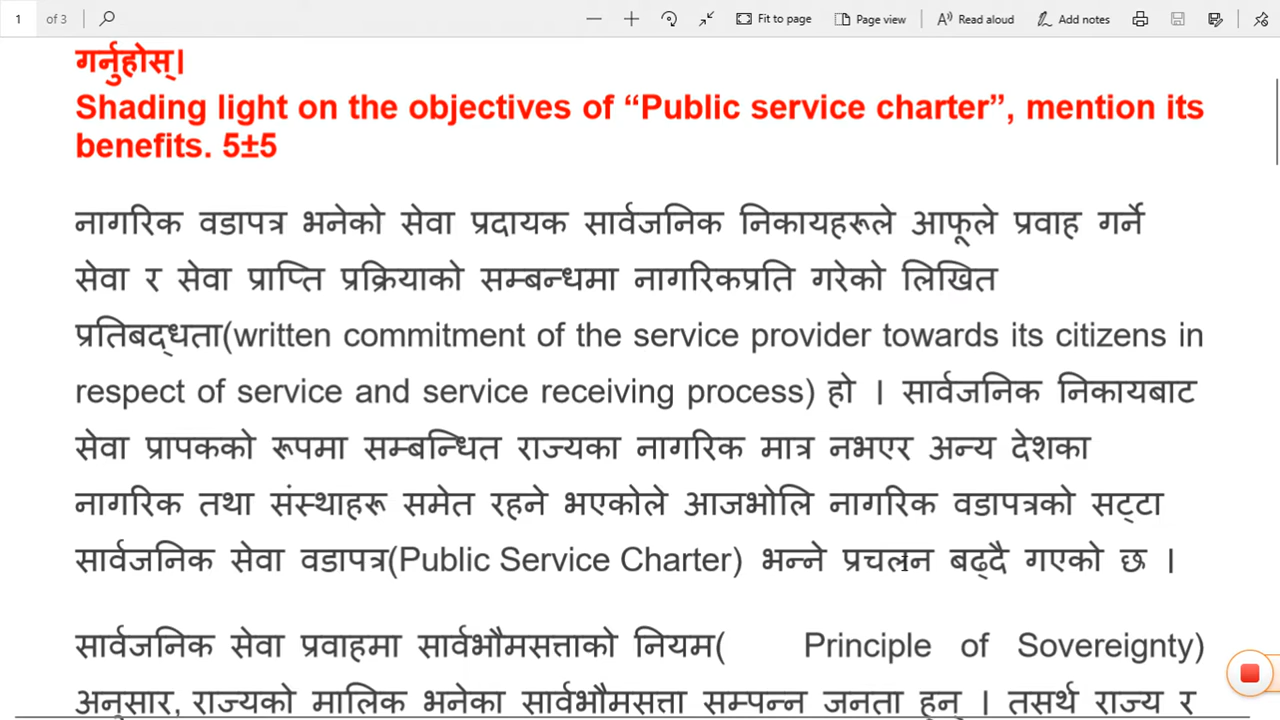 1 of 3 Fit to page Page view Read aloud Add notes
गर्नुहोस्।
Shading light on the objectives of “Public service charter”, mention its
benefits. 5±5
नागरिक वडापत्र भनेको सेवा प्रदायक सार्वजनिक निकायहरूले आफूले प्रवाह गर्ने
सेवा र सेवा प्राप्ति प्रक्रियाको सम्बन्धमा नागरिकप्रति गरेको लिखित
प्रतिबद्धता(written commitment of the service provider towards its citizens in
respect of service and service receiving process) हो । सार्वजनिक निकायबाट
सेवा प्रापकको रूपमा सम्बन्धित राज्यका नागरिक मात्र नभएर अन्य देशका
नागरिक तथा संस्थाहरू समेत रहने भएकोले आजभोलि नागरिक वडापत्रको सट्टा
सार्वजनिक सेवा वडापत्र(Public Service Charter) भन्ने प्रचलन बढ्दै गएको छ ।
सार्वजनिक सेवा प्रवाहमा सार्वभौमसत्ताको नियम( Principle of Sovereignty)
अनुसार, राज्यको मालिक भनेका सार्वभौमसत्ता सम्पन्न जनता हुन् । तसर्थ राज्य र